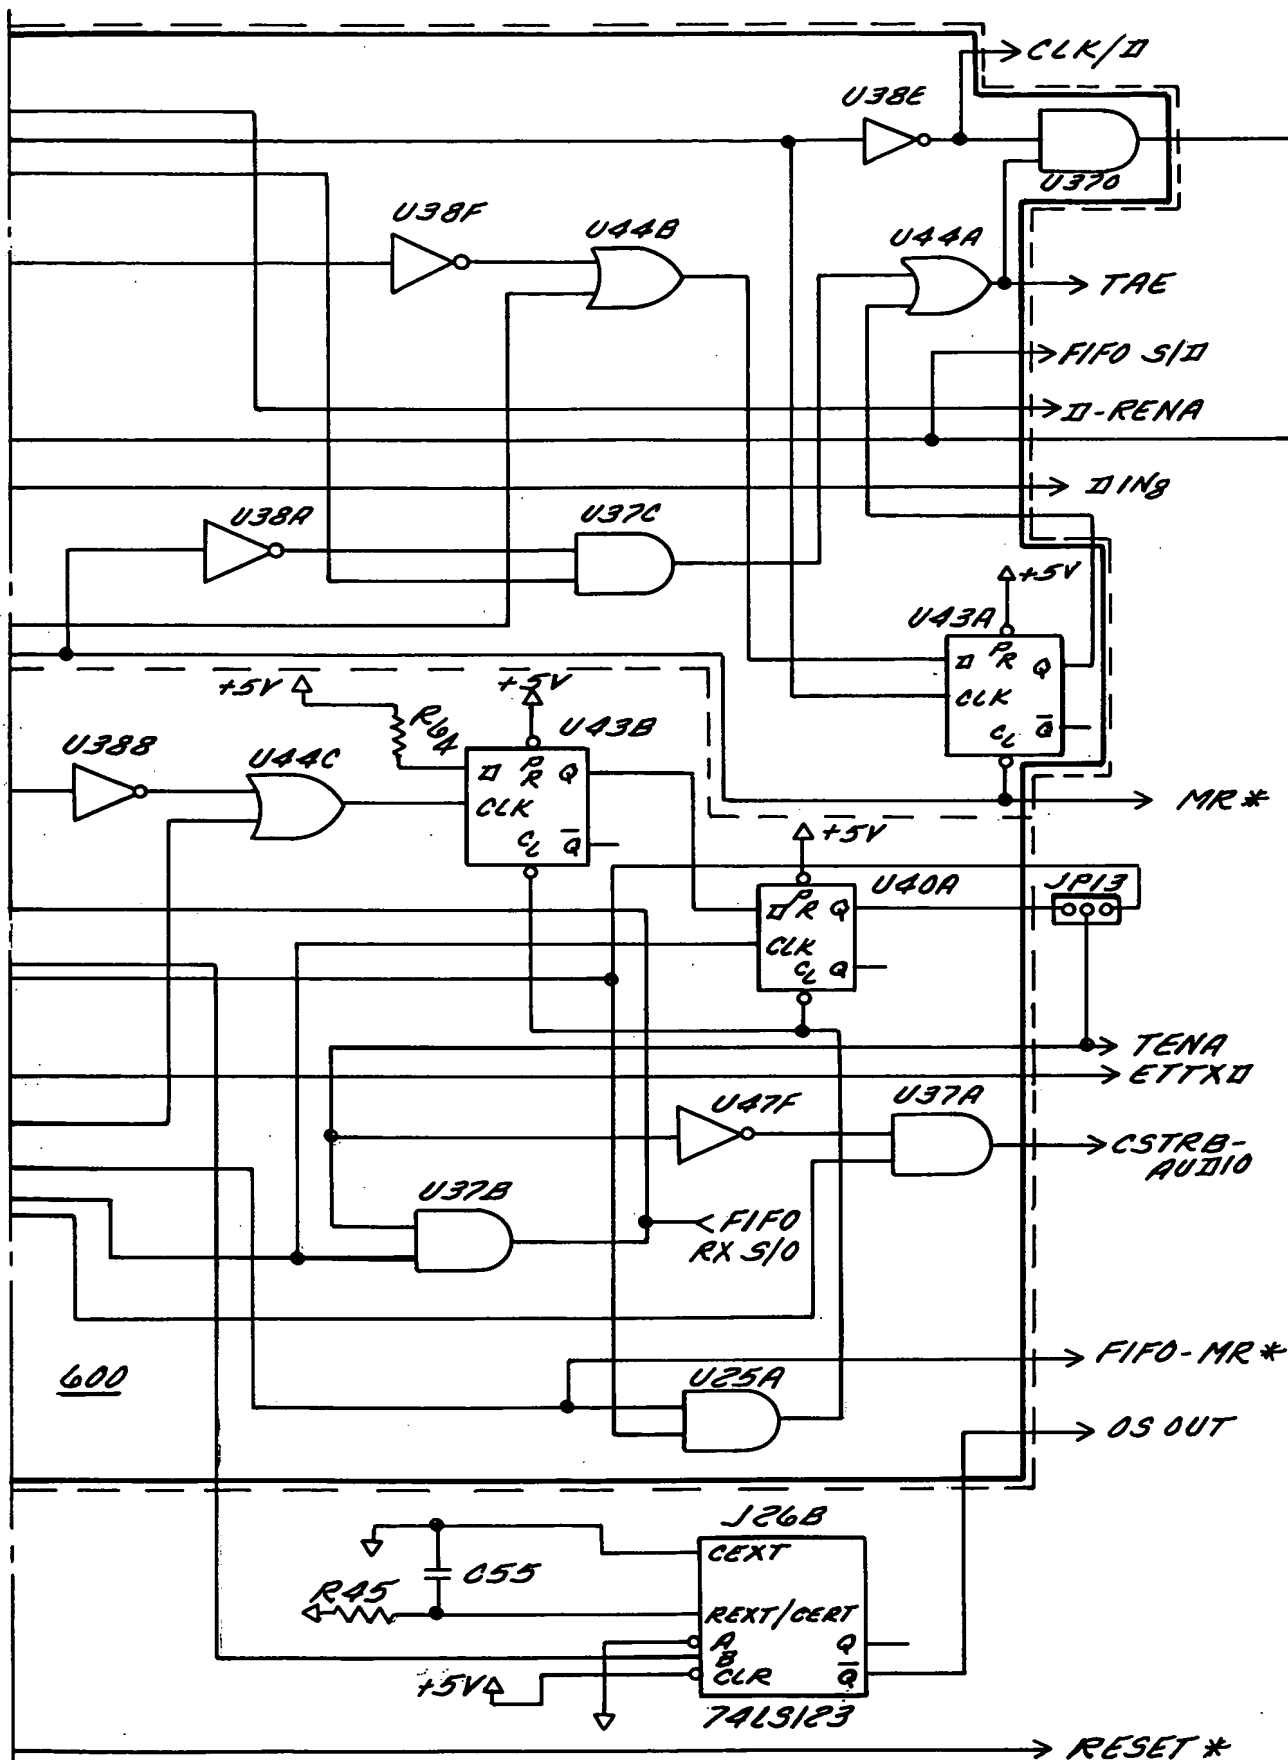 CLK/D
U38E
U370
U38F
U44B
U44A
TAE
FIFO S/D
D-RENA
DIN8
U38A
U37C
+5V
U43A
D PR Q
CLK
CL Q
MR*
+5V
+5V
R64
U43B
U388
U44C
D PR Q
CLK
CL Q
+5V
U40A
JP13
D PR Q
CLK
CL Q
TENA
ETTXD
U47F
U37A
CSTRB-
AUDIO
U37B
FIFO
RX S/O
600
FIFO-MR*
U25A
OS OUT
J26B
CEXT
C55
R45
REXT/CERT
A
B
CLR
Q
Q
+5V
74LS123
RESET*